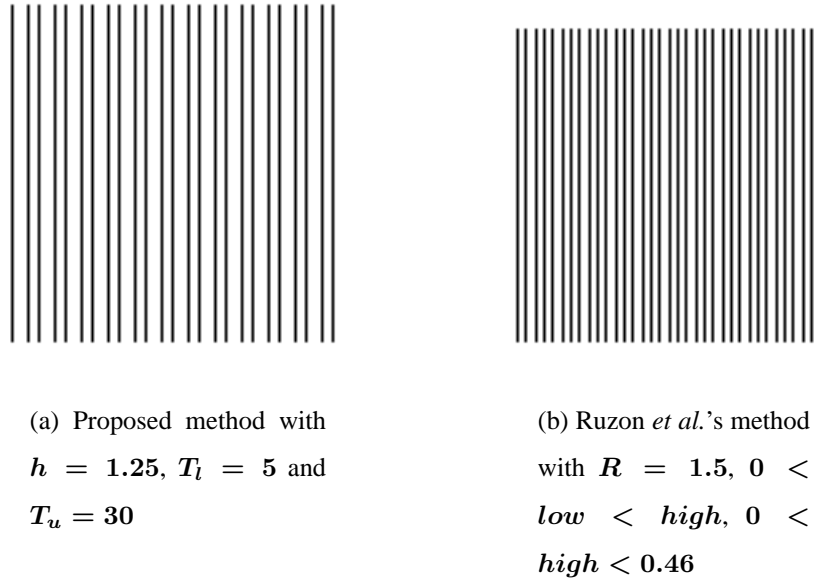 (a) Proposed method with
h = 1.25, T_l = 5 and
T_u = 30
(b) Ruzon et al.'s method
with R = 1.5, 0 <
low < high, 0 <
high < 0.46